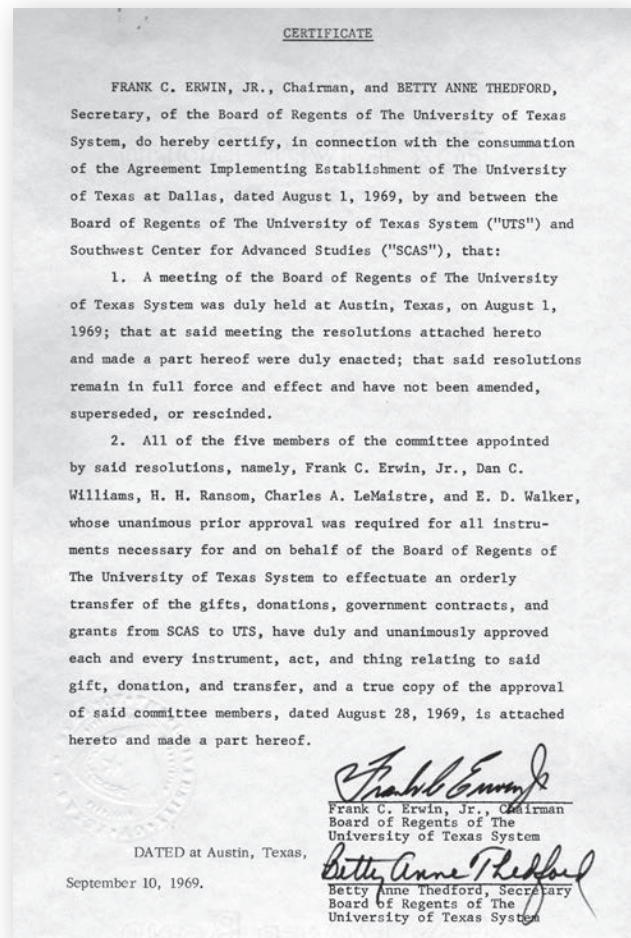 CERTIFICATE
FRANK C. ERWIN, JR., Chairman, and BETTY ANNE THEDFORD,
Secretary, of the Board of Regents of The University of Texas
System, do hereby certify, in connection with the consummation
of the Agreement Implementing Establishment of The University
of Texas at Dallas, dated August 1, 1969, by and between the
Board of Regents of The University of Texas System ("UTS") and
Southwest Center for Advanced Studies ("SCAS"), that:
1. A meeting of the Board of Regents of The University
of Texas System was duly held at Austin, Texas, on August 1,
1969; that at said meeting the resolutions attached hereto
and made a part hereof were duly enacted; that said resolutions
remain in full force and effect and have not been amended,
superseded, or rescinded.
2. All of the five members of the committee appointed
by said resolutions, namely, Frank C. Erwin, Jr., Dan C.
Williams, H. H. Ransom, Charles A. LeMaistre, and E. D. Walker,
whose unanimous prior approval was required for all instru-
ments necessary for and on behalf of the Board of Regents of
The University of Texas System to effectuate an orderly
transfer of the gifts, donations, government contracts, and
grants from SCAS to UTS, have duly and unanimously approved
each and every instrument, act, and thing relating to said
gift, donation, and transfer, and a true copy of the approval
of said committee members, dated August 28, 1969, is attached
hereto and made a part hereof.
Frank C Erwin Jr
Frank C. Erwin, Jr., Chairman
Board of Regents of The
University of Texas System
DATED at Austin, Texas,
September 10, 1969.
Betty Anne Thedford
Betty Anne Thedford, Secretary
Board of Regents of The
University of Texas System